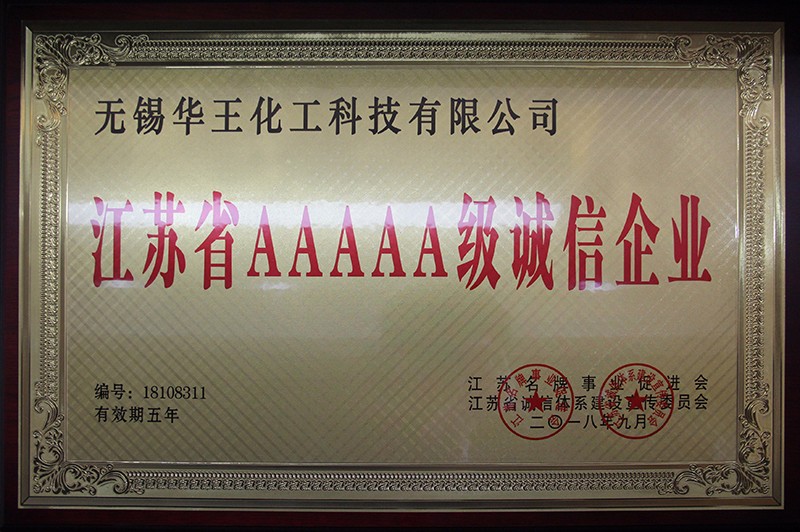 无锡华王化工科技有限公司
江苏省AAAAA级诚信企业
编号：18108311
有效期五年
江苏名牌事业促进会
江苏省诚信体系建设宣传委员会
二〇一八年九月